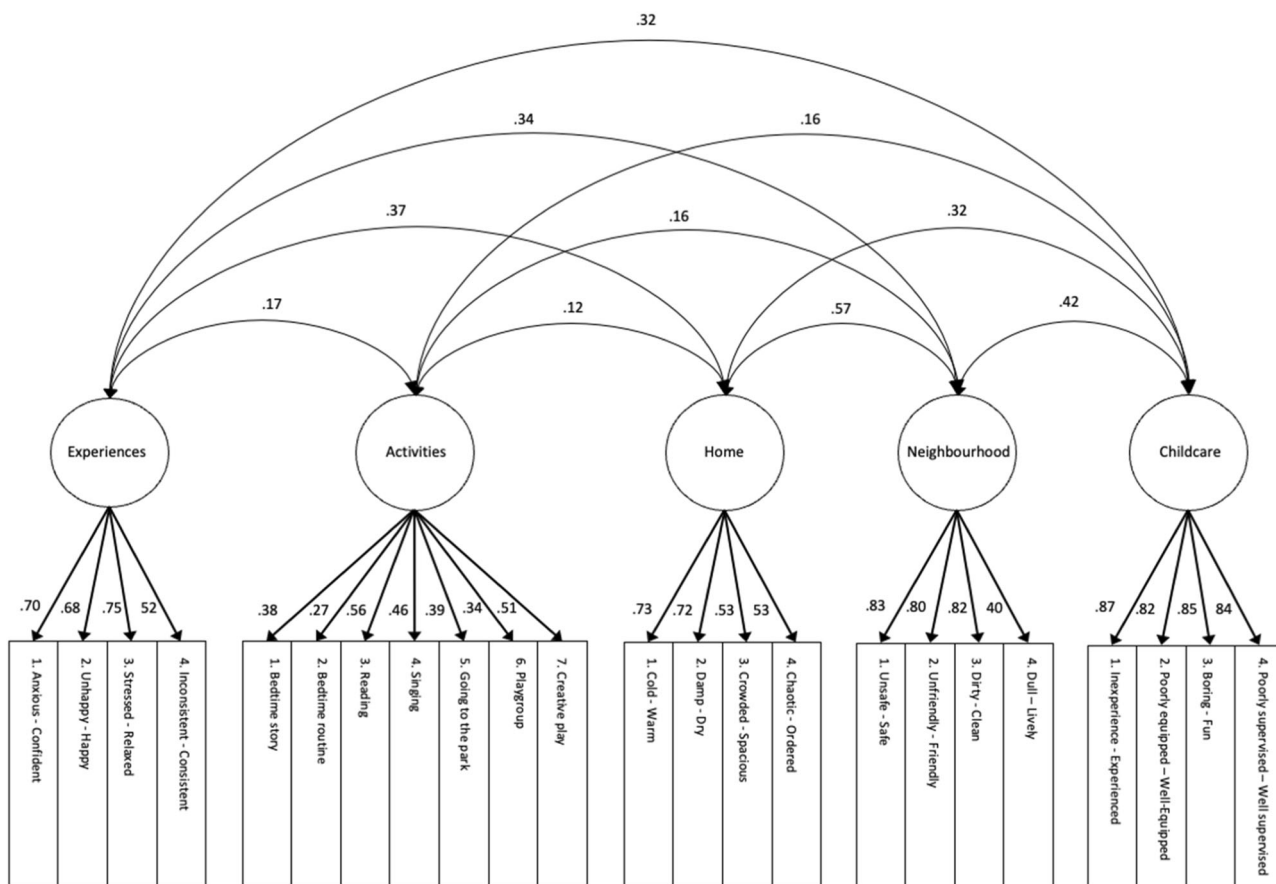 .32
.34
.16
.37
.16
.32
.17
.12
.57
.42
Experiences
Activities
Home
Neighbourhood
Childcare
.70
.68
.75
52
.38
.27
.56
.46
.39
.34
.51
.73
.72
.53
53
.83
.80
.82
40
.87
.82
.85
84
1. Anxious - Confident
2. Unhappy - Happy
3. Stressed - Relaxed
4. Inconsistent - Consistent
1. Bedtime story
2. Bedtime routine
3. Reading
4. Singing
5. Going to the park
6. Playgroup
7. Creative play
1. Cold - Warm
2. Damp - Dry
3. Crowded - Spacious
4. Chaotic - Ordered
1. Unsafe - Safe
2. Unfriendly - Friendly
3. Dirty - Clean
4. Dull – Lively
1. Inexperience - Experienced
2. Poorly equipped – Well-Equipped
3. Boring - Fun
4. Poorly supervised – Well supervised